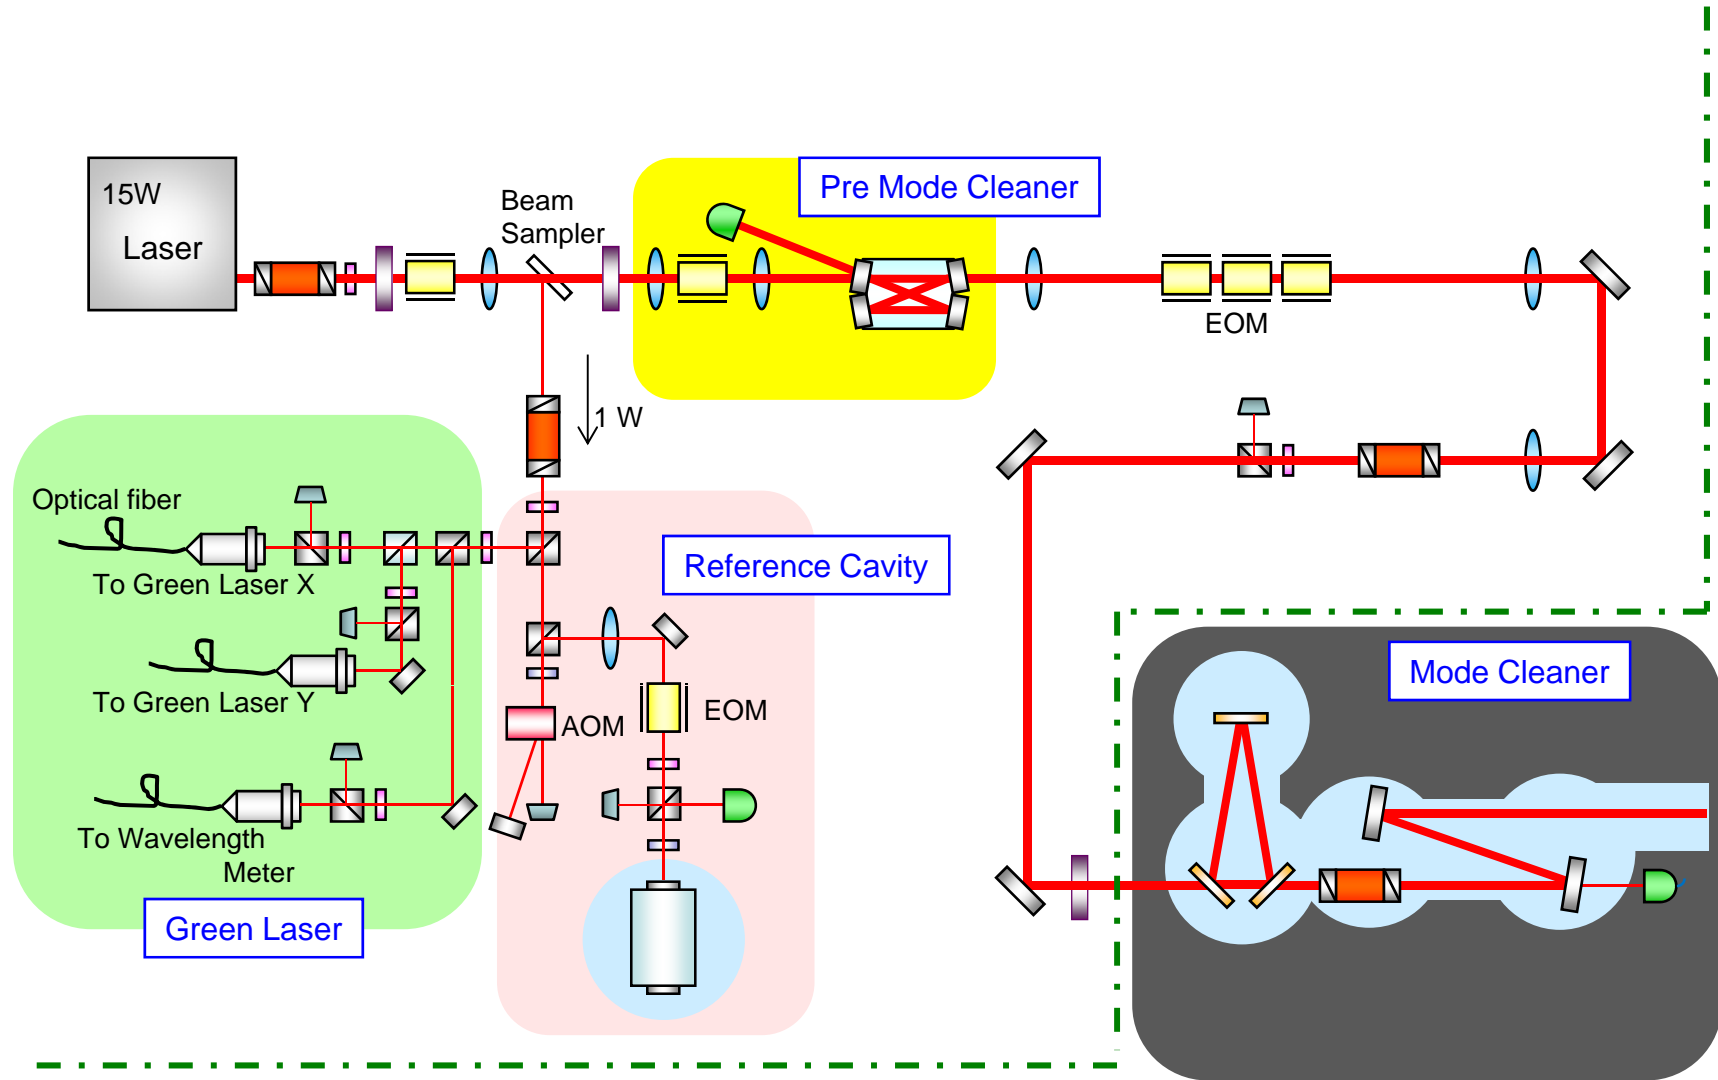 15W
Laser
Beam
Sampler
Pre Mode Cleaner
EOM
1 W
Optical fiber
To Green Laser X
Reference Cavity
To Green Laser Y
AOM
EOM
Mode Cleaner
To Wavelength
Meter
Green Laser